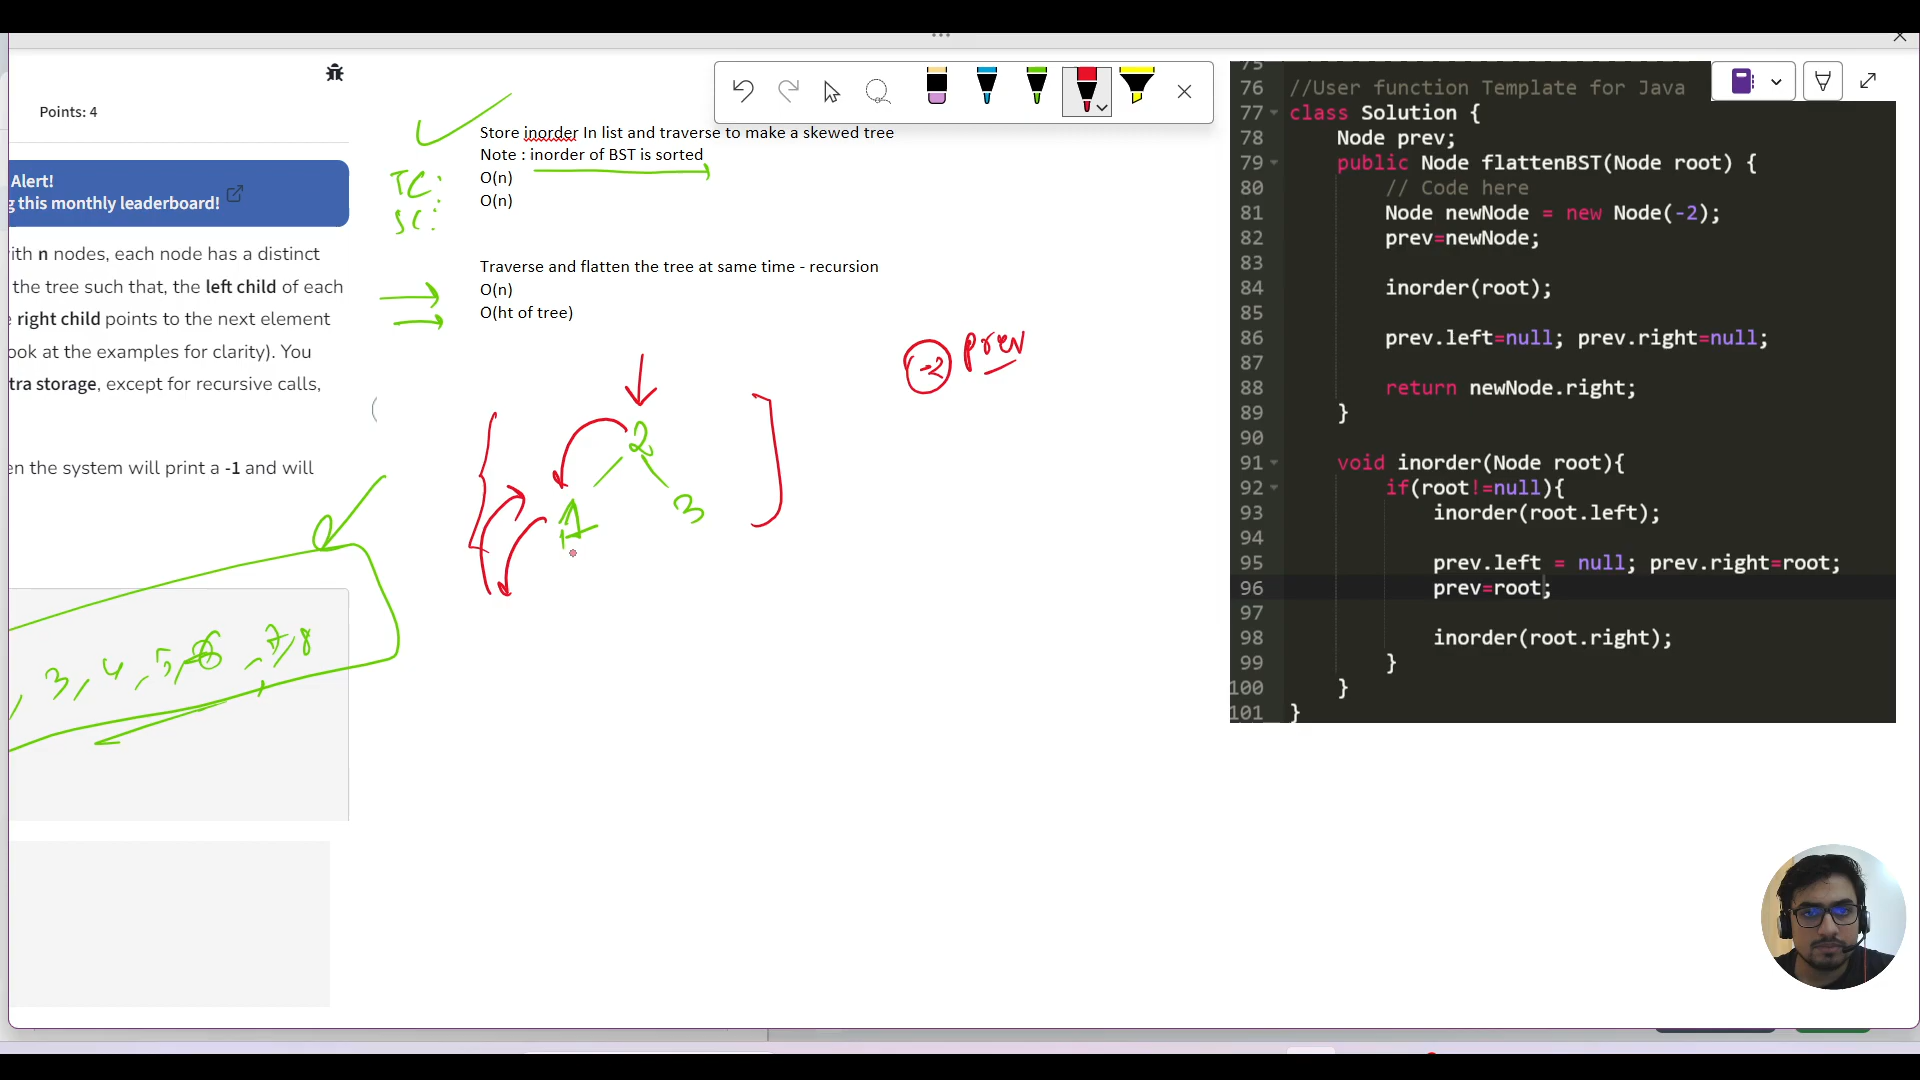 Points: 4
Alert!
g this monthly leaderboard!
with n nodes, each node has a distinct
the tree such that, the left child of each
right child points to the next element
ook at the examples for clarity). You
tra storage, except for recursive calls,
en the system will print a -1 and will
, 3, 4, 5, 6, 7, 8
Store inorder In list and traverse to make a skewed tree
Note : inorder of BST is sorted
TC: O(n)
SC: O(n)
Traverse and flatten the tree at same time - recursion
O(n)
O(ht of tree)
-2 prev
2
1 3
75
76 //User function Template for Java
77 class Solution {
78 Node prev;
79 public Node flattenBST(Node root) {
80 // Code here
81 Node newNode = new Node(-2);
82 prev=newNode;
83
84 inorder(root);
85
86 prev.left=null; prev.right=null;
87
88 return newNode.right;
89 }
90
91 void inorder(Node root){
92 if(root!=null){
93 inorder(root.left);
94
95 prev.left = null; prev.right=root;
96 prev=root;
97
98 inorder(root.right);
99 }
100 }
101 }